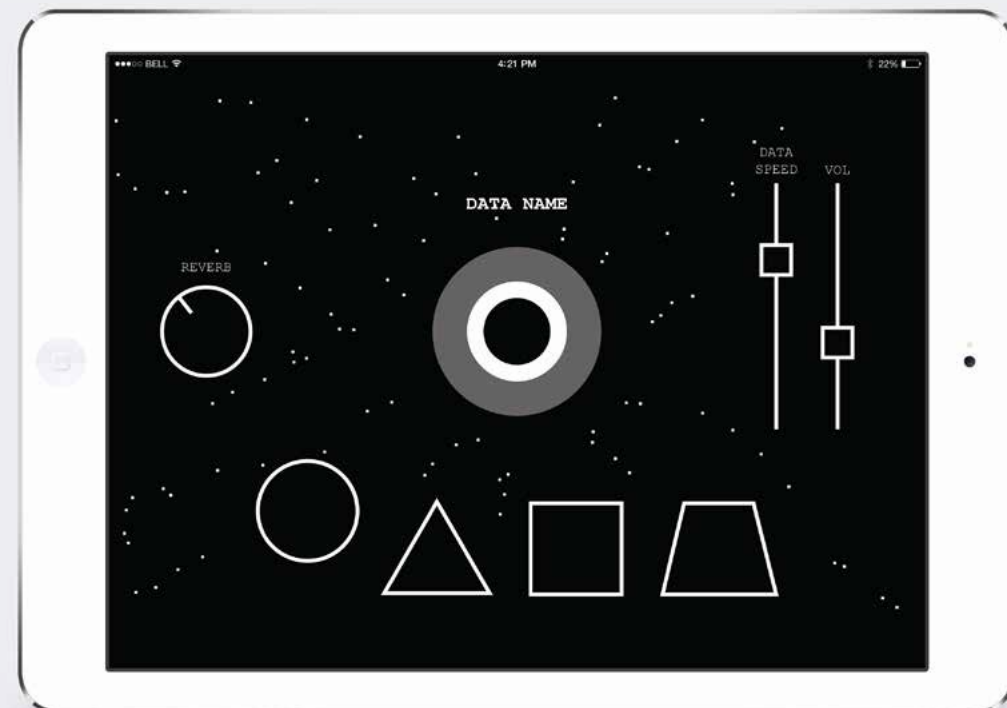 BELL
4:21 PM
22%
DATA NAME
DATA
SPEED
VOL
REVERB